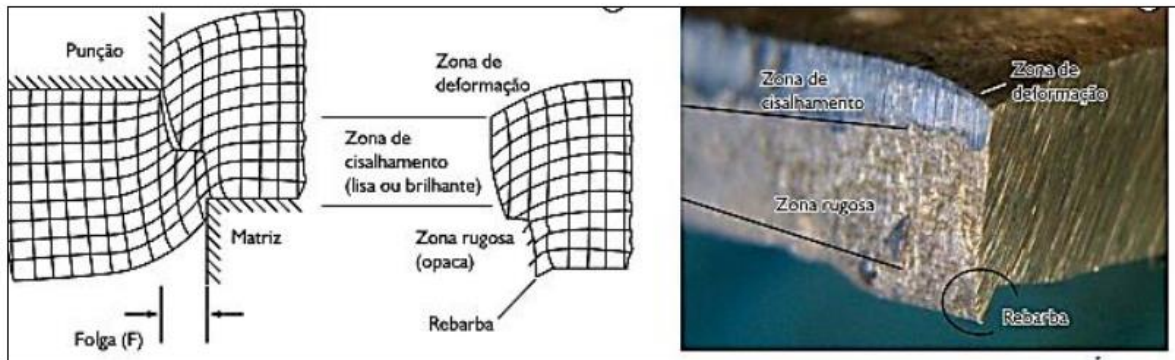 Punção
Matriz
Folga (F)
Zona de
deformação
Zona de
cisalhamento
(lisa ou brilhante)
Zona rugosa
(opaca)
Rebarba
Zona de
cisalhamento
Zona de
deformação
Zona rugosa
Rebarba